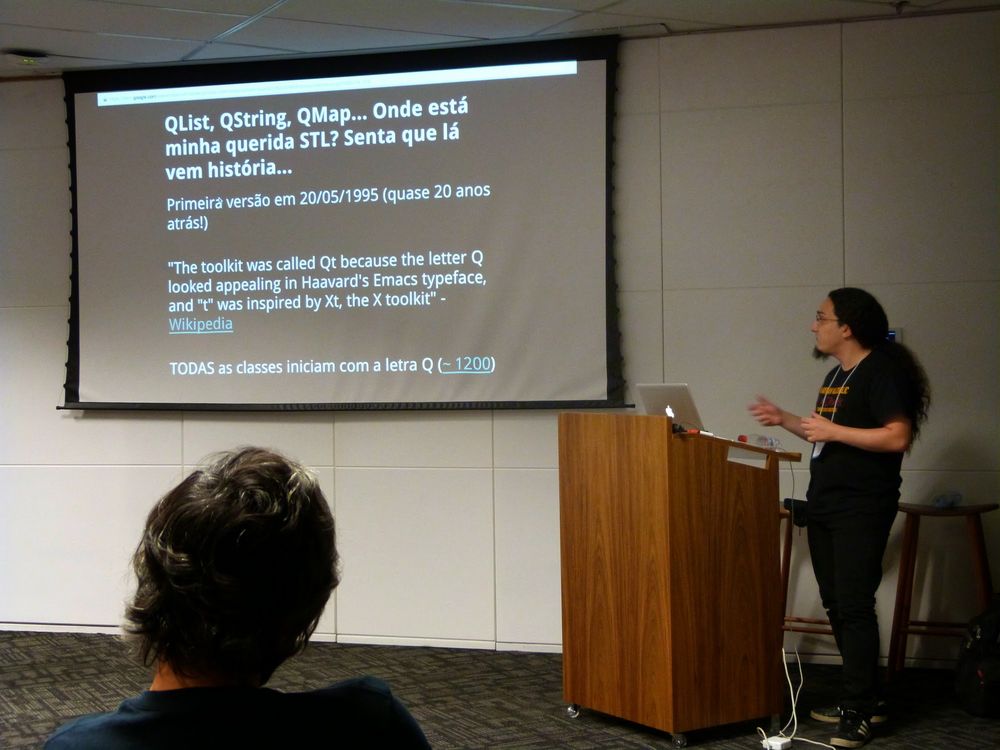 QList, QString, QMap... Onde está
minha querida STL? Senta que lá
vem história...
Primeira versão em 20/05/1995 (quase 20 anos
atrás!)
"The toolkit was called Qt because the letter Q
looked appealing in Haavard's Emacs typeface,
and "t" was inspired by Xt, the X toolkit" -
Wikipedia
TODAS as classes iniciam com a letra Q (~ 1200)